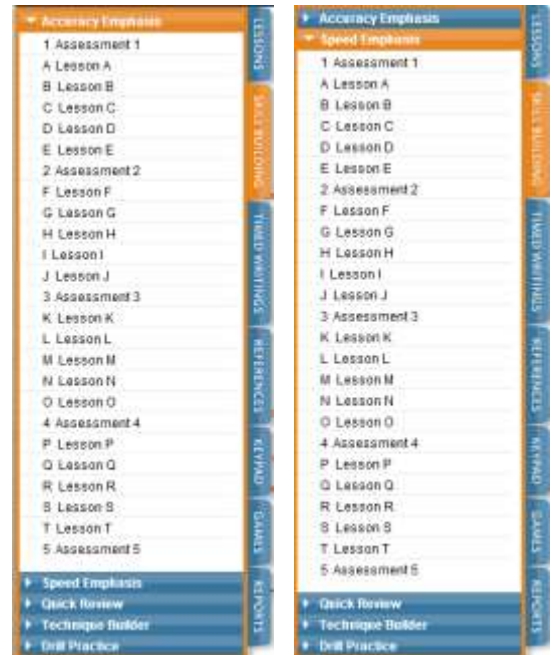 Accuracy Emphasis
1 Assessment 1
A Lesson A
B Lesson B
C Lesson C
D Lesson D
E Lesson E
2 Assessment 2
F Lesson F
G Lesson G
H Lesson H
I Lesson I
J Lesson J
3 Assessment 3
K Lesson K
L Lesson L
M Lesson M
N Lesson N
O Lesson O
4 Assessment 4
P Lesson P
Q Lesson Q
R Lesson R
S Lesson S
T Lesson T
5 Assessment 5
Speed Emphasis
Quick Review
Technique Builder
Drill Practice
LESSONS
SKILL BUILDING
TIMED WRITINGS
REFERENCES
KEYPAD
GAMES
REPORTS
Accuracy Emphasis
Speed Emphasis
1 Assessment 1
A Lesson A
B Lesson B
C Lesson C
D Lesson D
E Lesson E
2 Assessment 2
F Lesson F
G Lesson G
H Lesson H
I Lesson I
J Lesson J
3 Assessment 3
K Lesson K
L Lesson L
M Lesson M
N Lesson N
O Lesson O
4 Assessment 4
P Lesson P
Q Lesson Q
R Lesson R
S Lesson S
T Lesson T
5 Assessment 5
Quick Review
Technique Builder
Drill Practice
LESSONS
SKILL BUILDING
TIMED WRITINGS
REFERENCES
KEYPAD
GAMES
REPORTS